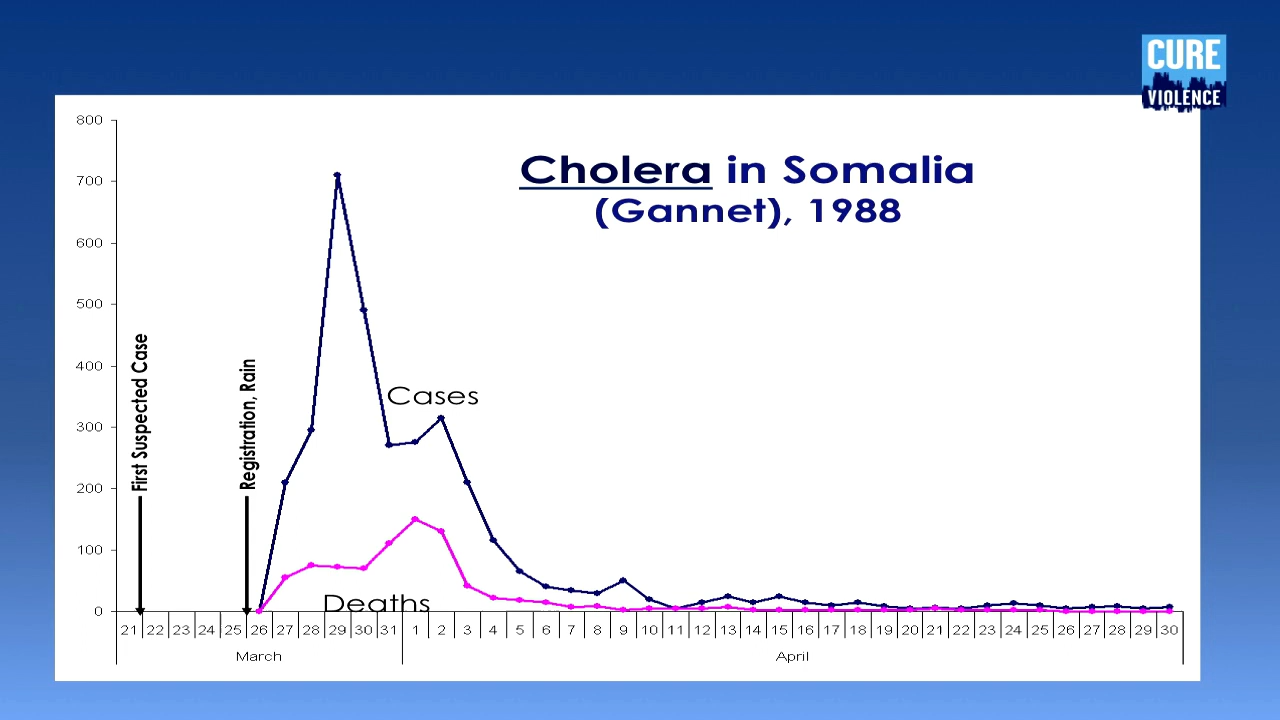 CURE
VIOLENCE
Cholera in Somalia
(Gannet), 1988
800
700
600
500
400
300
200
100
0
First Suspected Case
Registration, Rain
Cases
Deaths
21 22 23 24 25 26 27 28 29 30 31 1 2 3 4 5 6 7 8 9 10 11 12 13 14 15 16 17 18 19 20 21 22 23 24 25 26 27 28 29 30
March April